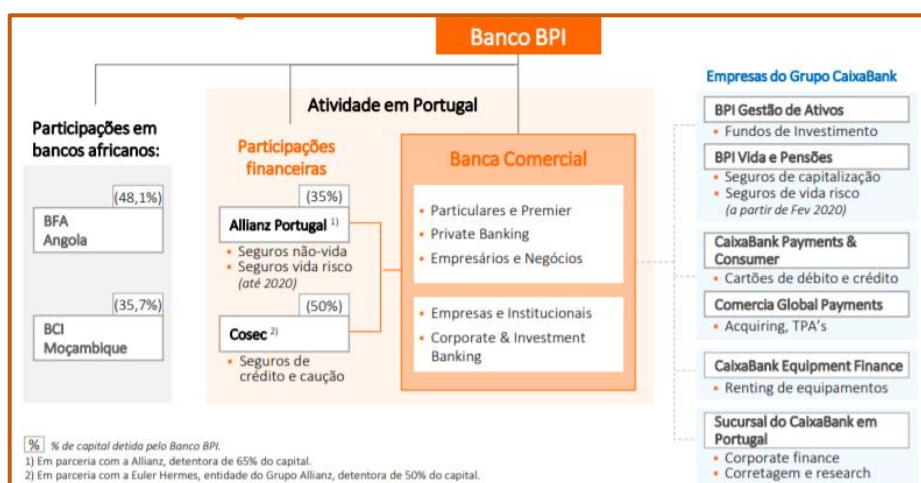 Banco BPI
Participações em
bancos africanos:
(48,1%)
BFA
Angola
(35,7%)
BCI
Moçambique
Atividade em Portugal
Participações
financeiras
(35%)
Allianz Portugal 1)
• Seguros não-vida
• Seguros vida risco
(até 2020)
(50%)
Cosec 2)
• Seguros de
crédito e caução
Banca Comercial
• Particulares e Premier
• Private Banking
• Empresários e Negócios
• Empresas e Institucionais
• Corporate & Investment
Banking
Empresas do Grupo CaixaBank
BPI Gestão de Ativos
• Fundos de Investimento
BPI Vida e Pensões
• Seguros de capitalização
• Seguros de vida risco
(a partir de Fev 2020)
CaixaBank Payments &
Consumer
• Cartões de débito e crédito
Comercia Global Payments
• Acquiring, TPA's
CaixaBank Equipment Finance
• Renting de equipamentos
Sucursal do CaixaBank em
Portugal
• Corporate finance
• Corretagem e research
% % de capital detida pelo Banco BPI.
1) Em parceria com a Allianz, detentora de 65% do capital.
2) Em parceria com a Euler Hermes, entidade do Grupo Allianz, detentora de 50% do capital.